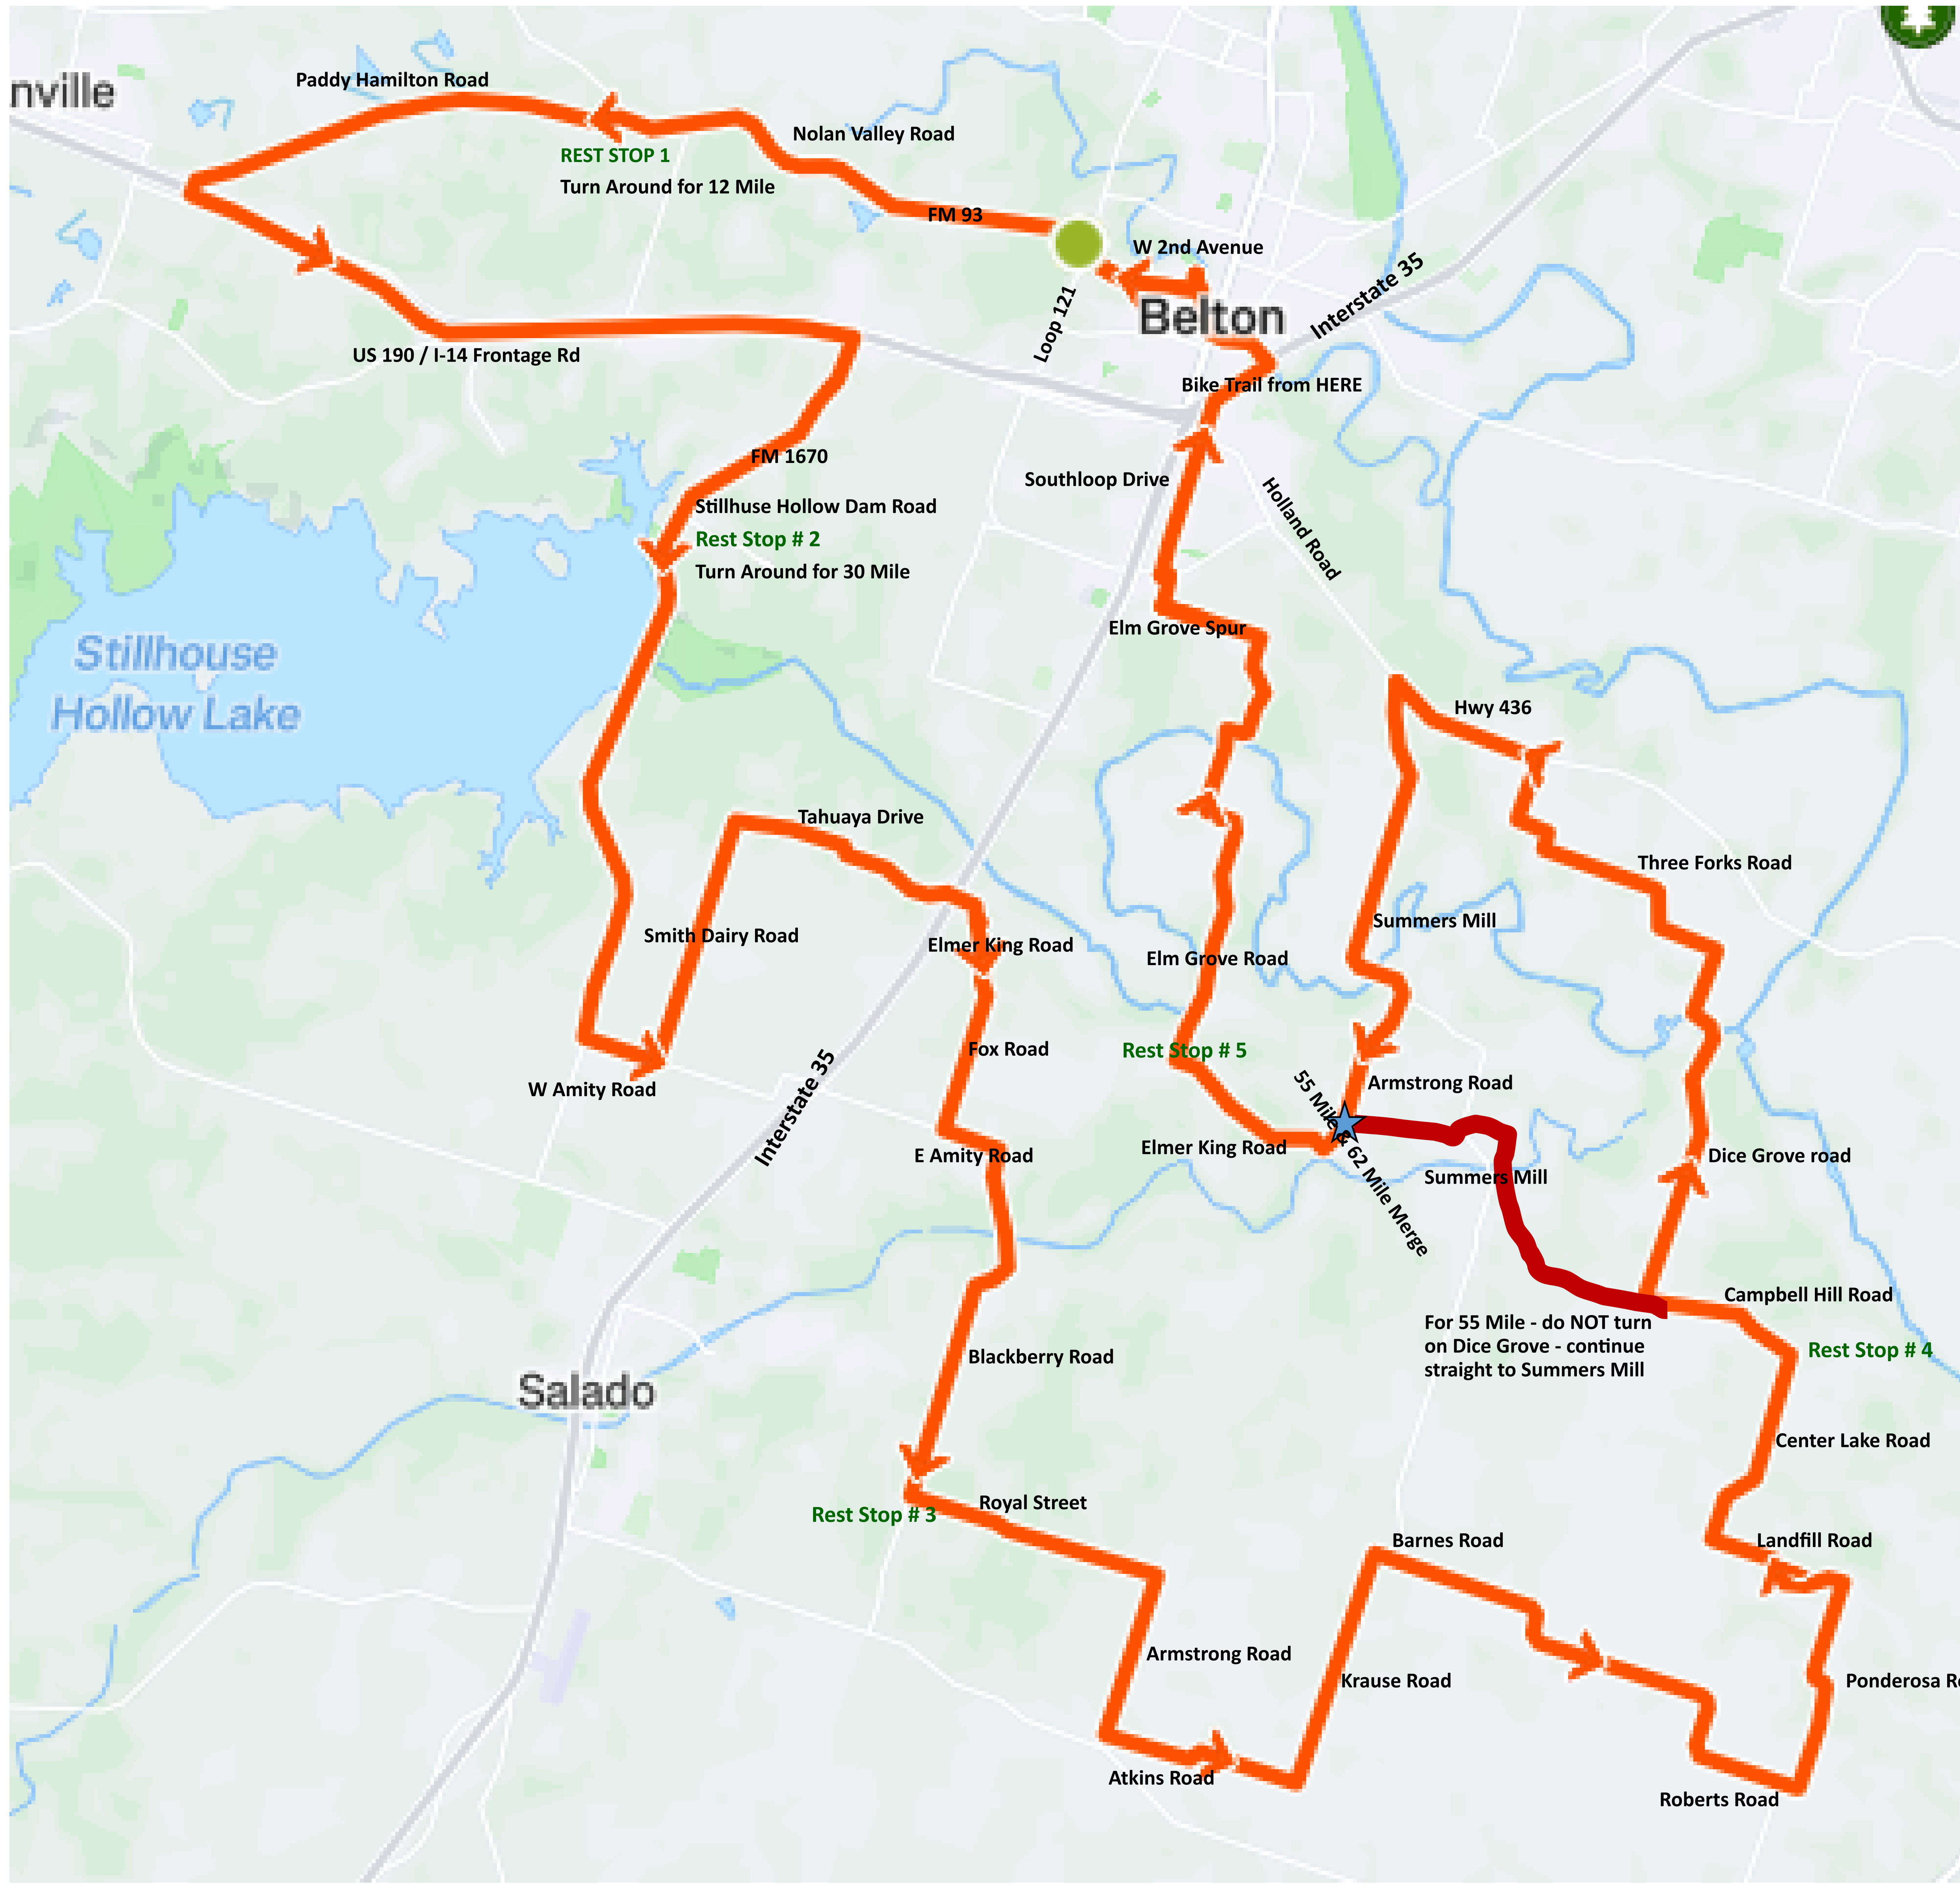 Paddy Hamilton Road
nville
Nolan Valley Road
REST STOP 1
Turn Around for 12 Mile
FM 93
W 2nd Avenue
Loop 121
Belton
Interstate 35
US 190 / I-14 Frontage Rd
Bike Trail from HERE
FM 1670
Southloop Drive
Holland Road
Stillhuse Hollow Dam Road
Rest Stop # 2
Turn Around for 30 Mile
Elm Grove Spur
Stillhouse
Hollow Lake
Hwy 436
Tahuaya Drive
Three Forks Road
Summers Mill
Smith Dairy Road
Elmer King Road
Elm Grove Road
Fox Road
Rest Stop # 5
W Amity Road
Interstate 35
Armstrong Road
55 Mile & 62 Mile Merge
Elmer King Road
E Amity Road
Dice Grove road
Summers Mill
Campbell Hill Road
For 55 Mile - do NOT turn
on Dice Grove - continue
straight to Summers Mill
Rest Stop # 4
Blackberry Road
Salado
Center Lake Road
Royal Street
Rest Stop # 3
Barnes Road
Landfill Road
Armstrong Road
Krause Road
Ponderosa R
Atkins Road
Roberts Road